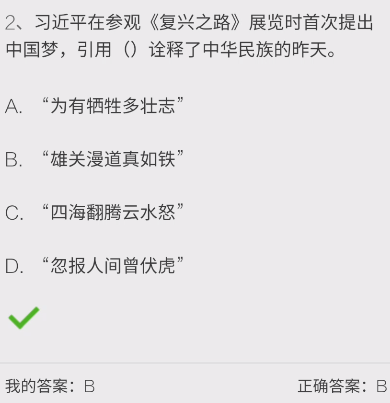 2、习近平在参观《复兴之路》展览时首次提出
中国梦，引用（）诠释了中华民族的昨天。
A. “为有牺牲多壮志”
B. “雄关漫道真如铁”
C. “四海翻腾云水怒”
D. “忽报人间曾伏虎”
我的答案：B 正确答案：B